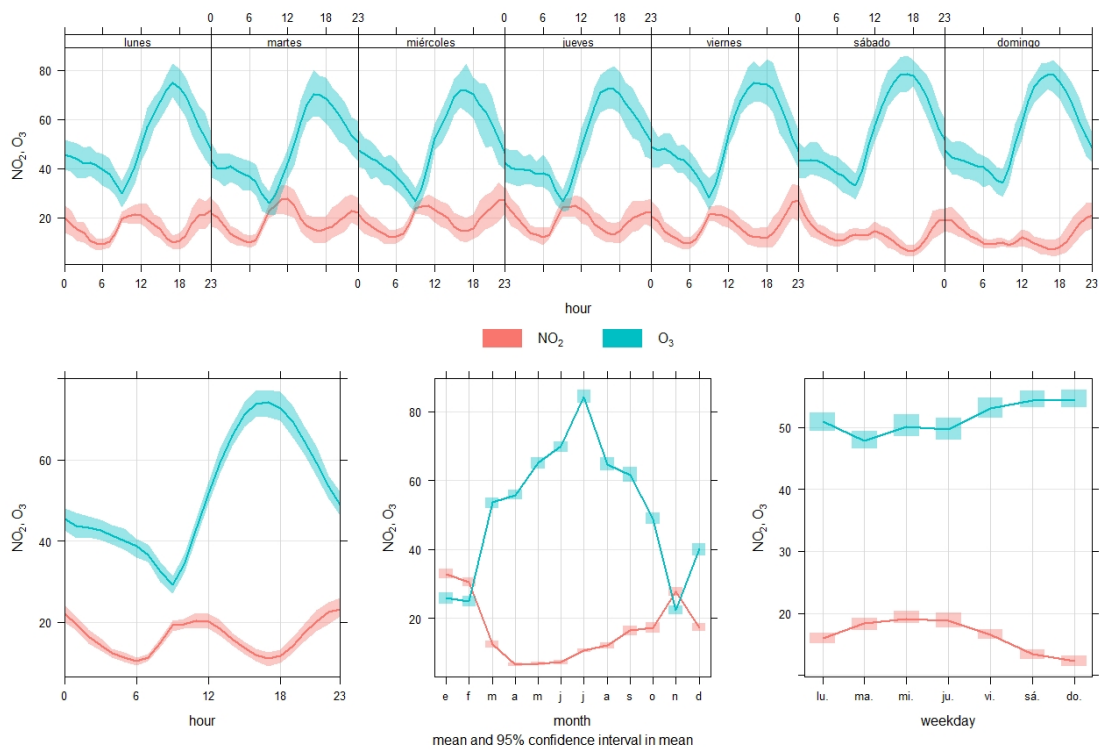 0 6 12 18 23 0 6 12 18 23 0 6 12 18 23
lunes martes miércoles jueves viernes sábado domingo
80
60
40
20
NO₂, O₃
0 6 12 18 23 0 6 12 18 23 0 6 12 18 23 0 6 12 18 23
hour
NO₂ O₃
60
40
20
NO₂, O₃
0 6 12 18 23
hour
80
60
40
20
NO₂, O₃
e f m a m j j a s o n d
month
50
40
30
20
10
NO₂, O₃
lu. ma. mi. ju. vi. sá. do.
weekday
mean and 95% confidence interval in mean